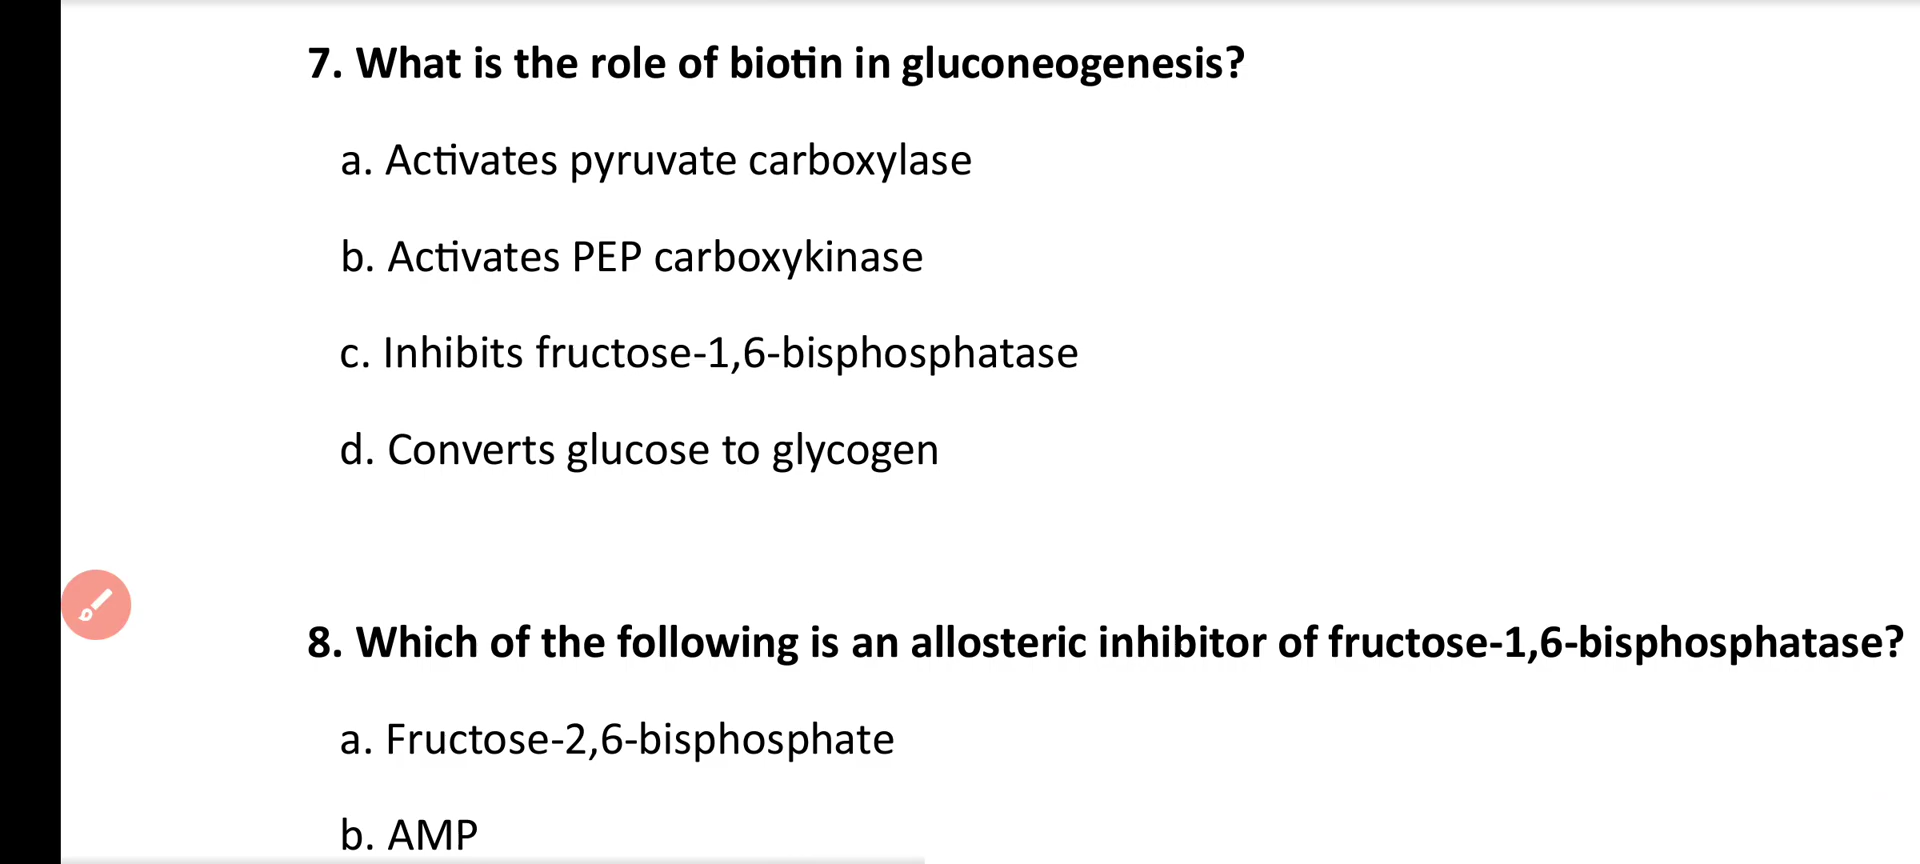 7. What is the role of biotin in gluconeogenesis?
a. Activates pyruvate carboxylase
b. Activates PEP carboxykinase
c. Inhibits fructose-1,6-bisphosphatase
d. Converts glucose to glycogen
8. Which of the following is an allosteric inhibitor of fructose-1,6-bisphosphatase?
a. Fructose-2,6-bisphosphate
b. AMP